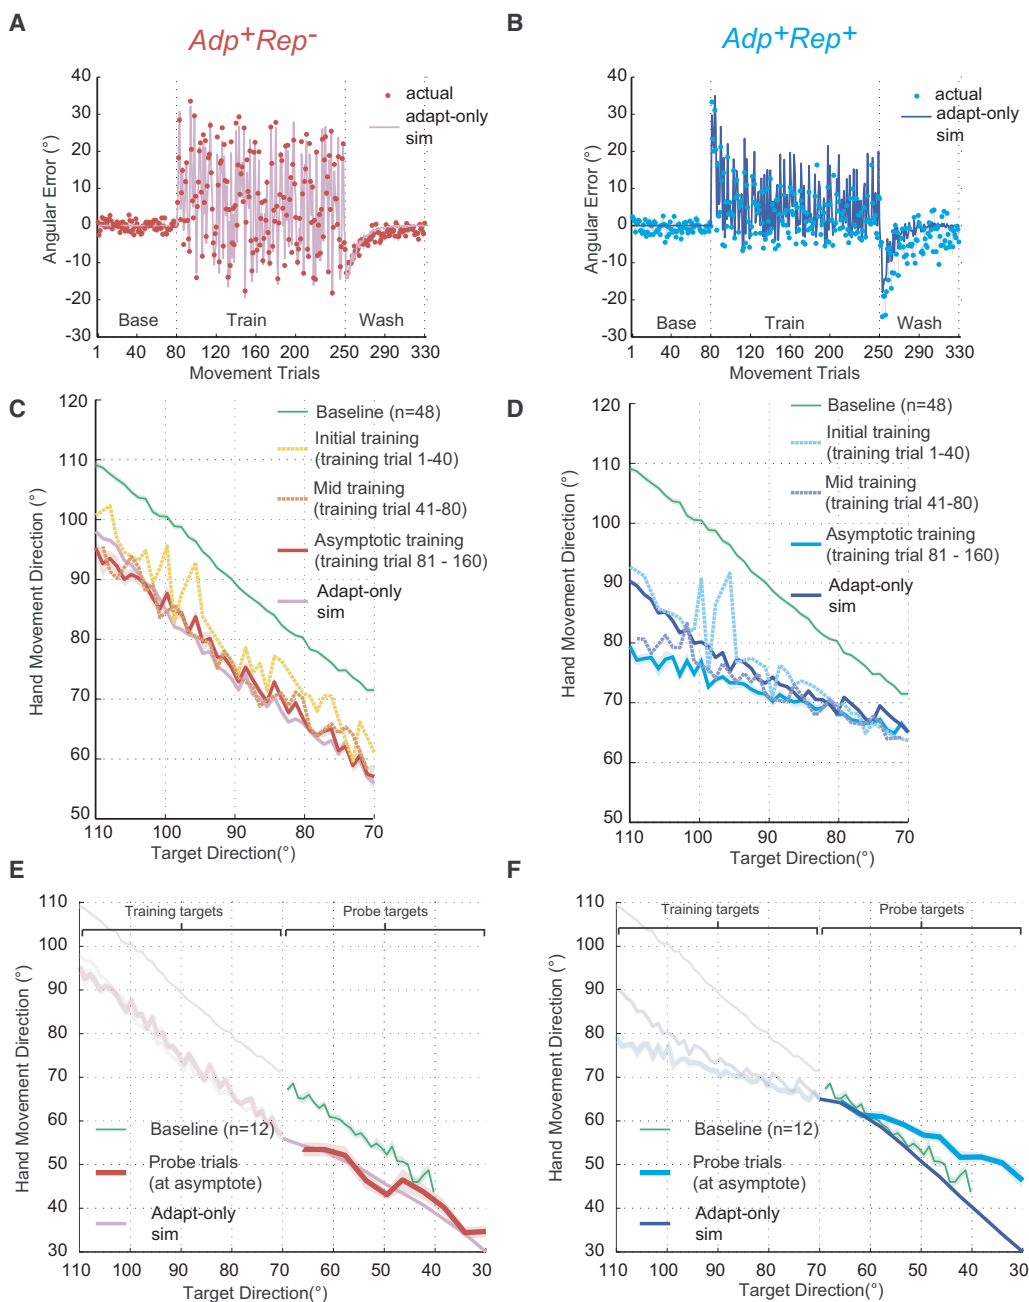 A
Adp+Rep-
40
30
20
10
0
-10
-20
-30
Angular Error (°)
actual
adapt-only
sim
Base
Train
Wash
1
40
80
120
160
200
250
290
330
Movement Trials
B
Adp+Rep+
40
30
20
10
0
-10
-20
-30
Angular Error (°)
actual
adapt-only
sim
Base
Train
Wash
1
40
80
120
160
200
250
290
330
Movement Trials
C
120
110
100
90
80
70
60
50
Hand Movement Direction (°)
Baseline (n=48)
Initial training
(training trial 1-40)
Mid training
(training trial 41-80)
Asymptotic training
(training trial 81 - 160)
Adapt-only
sim
110
100
90
80
70
Target Direction(°)
D
120
110
100
90
80
70
60
50
Hand Movement Direction (°)
Baseline (n=48)
Initial training
(training trial 1-40)
Mid training
(training trial 41-80)
Asymptotic training
(training trial 81 - 160)
Adapt-only
sim
110
100
90
80
70
Target Direction(°)
E
110
100
90
80
70
60
50
40
30
Hand Movement Direction (°)
Training targets
Probe targets
Baseline (n=12)
Probe trials
(at asymptote)
Adapt-only
sim
110
100
90
80
70
60
50
40
30
Target Direction(°)
F
110
100
90
80
70
60
50
40
30
Hand Movement Direction (°)
Training targets
Probe targets
Baseline (n=12)
Probe trials
(at asymptote)
Adapt-only
sim
110
100
90
80
70
60
50
40
30
Target Direction(°)